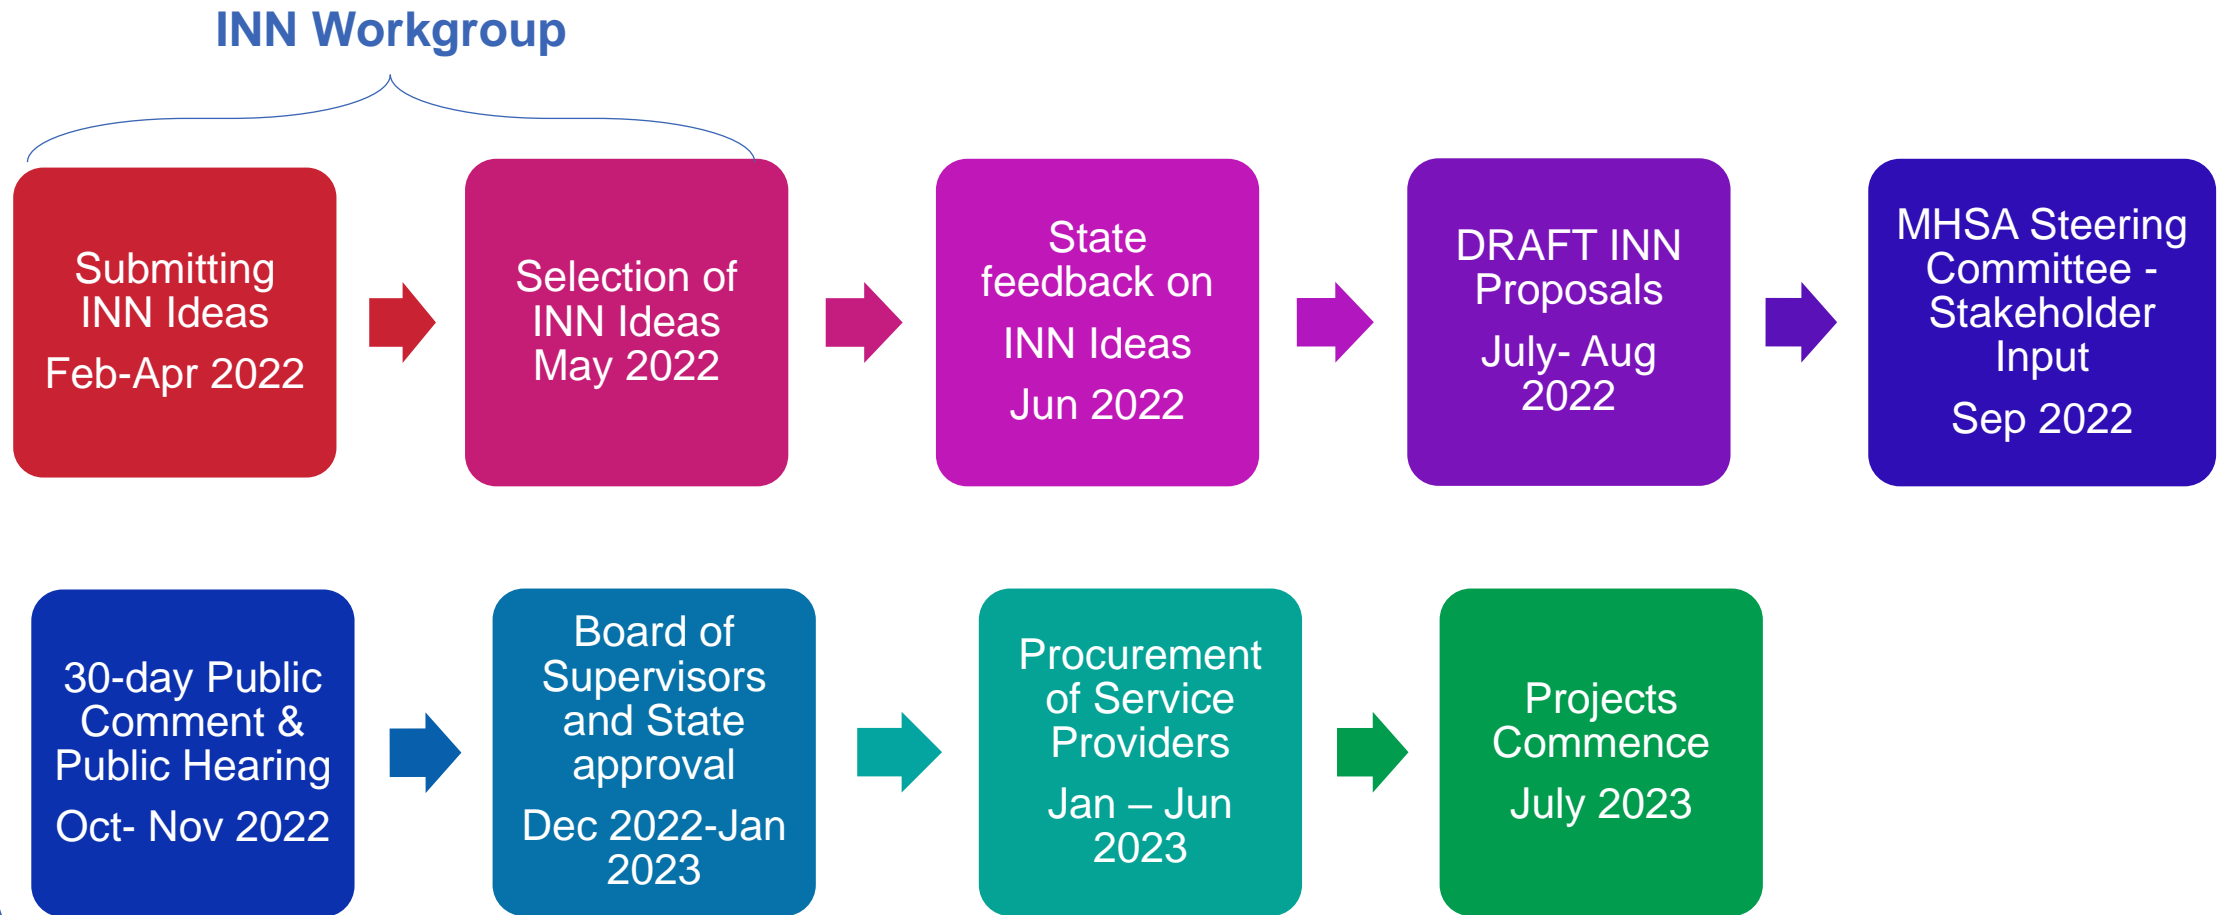 INN Workgroup
Submitting
INN Ideas
Feb-Apr 2022
Selection of
INN Ideas
May 2022
State
feedback on
INN Ideas
Jun 2022
DRAFT INN
Proposals
July- Aug
2022
MHSA Steering
Committee -
Stakeholder
Input
Sep 2022
30-day Public
Comment &
Public Hearing
Oct- Nov 2022
Board of
Supervisors
and State
approval
Dec 2022-Jan
2023
Procurement
of Service
Providers
Jan – Jun
2023
Projects
Commence
July 2023